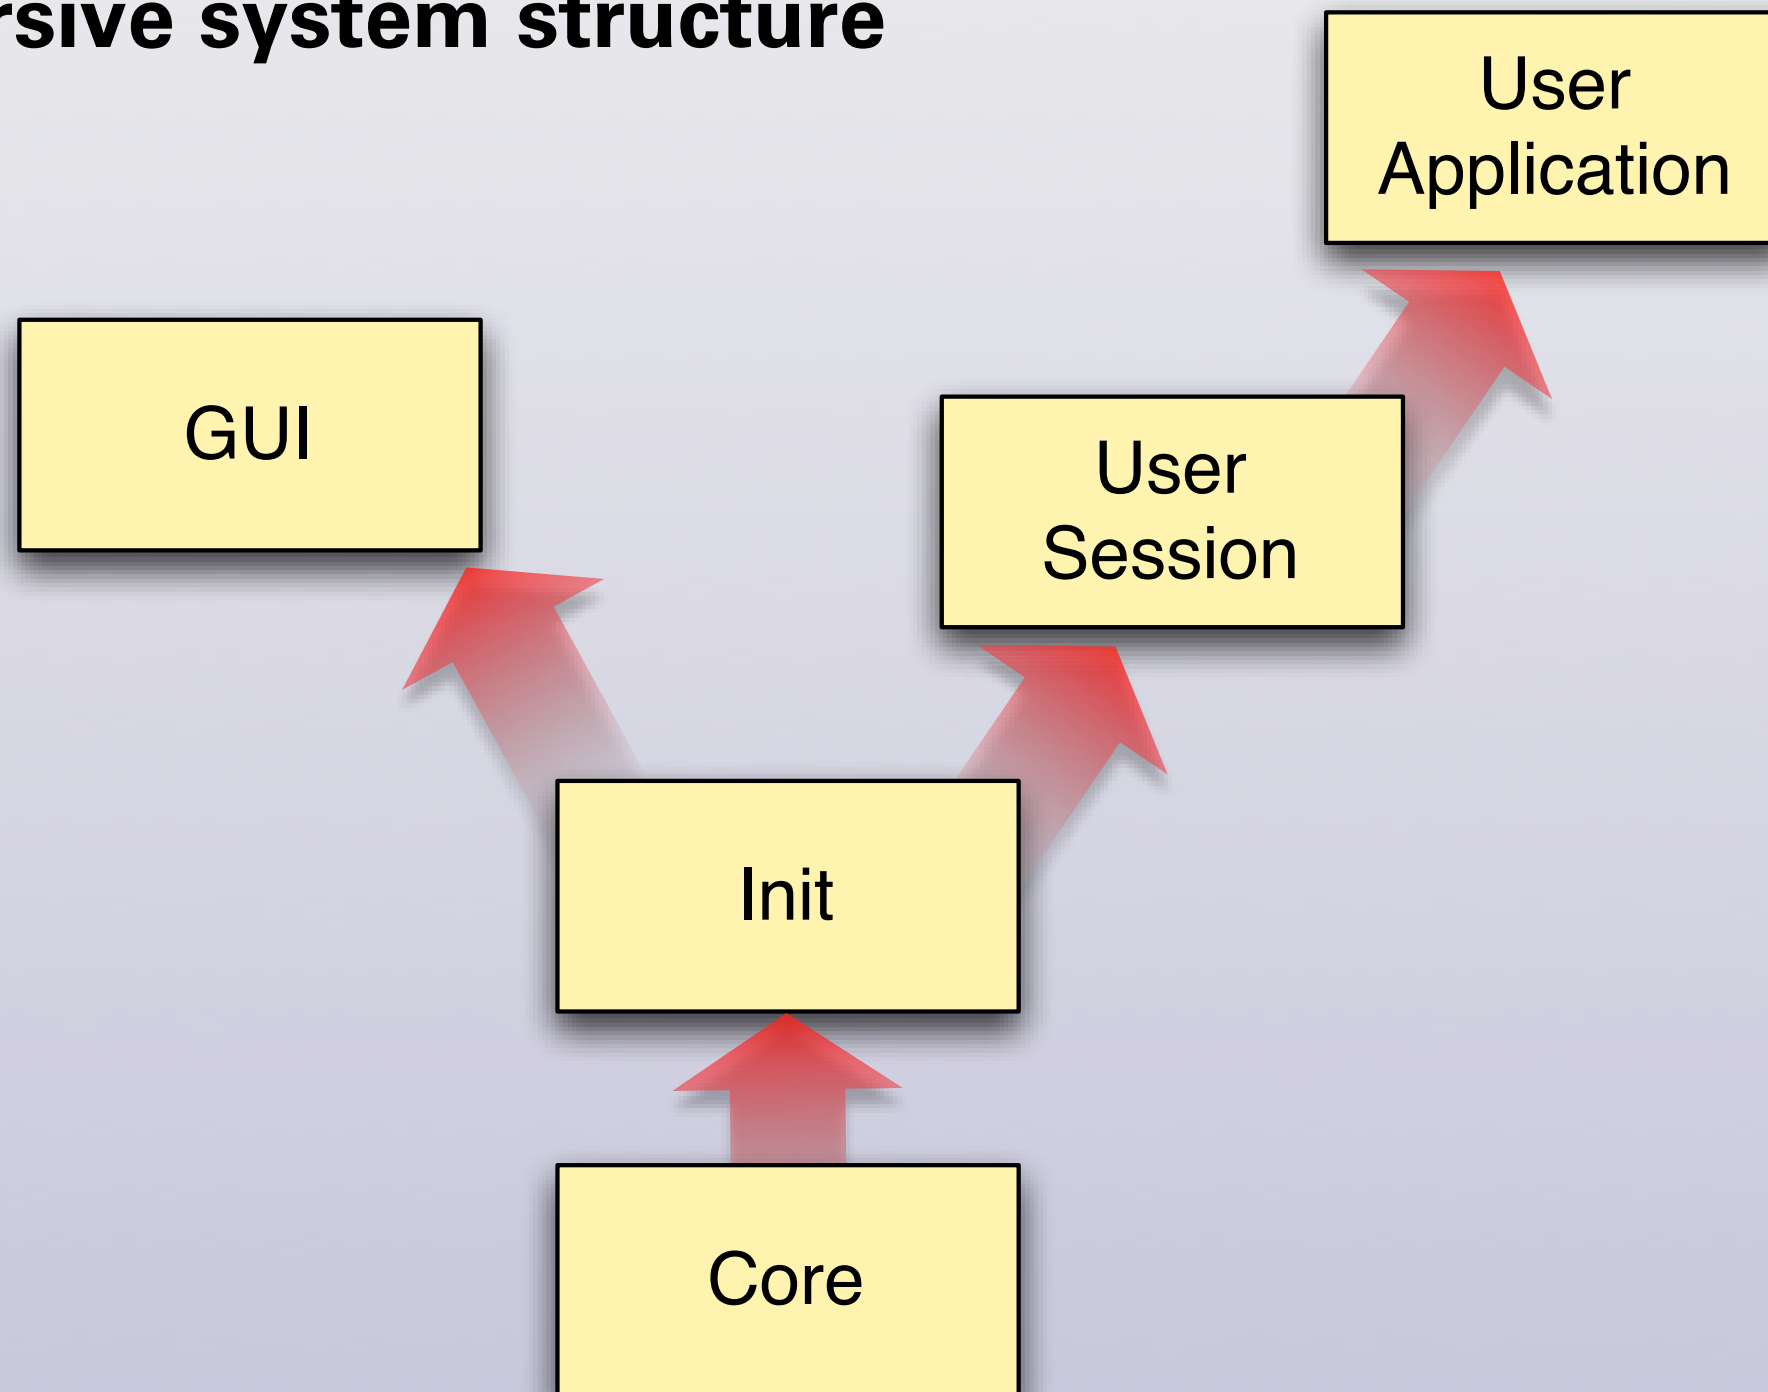 rsive system structure
User
Application
GUI
User
Session
Init
Core